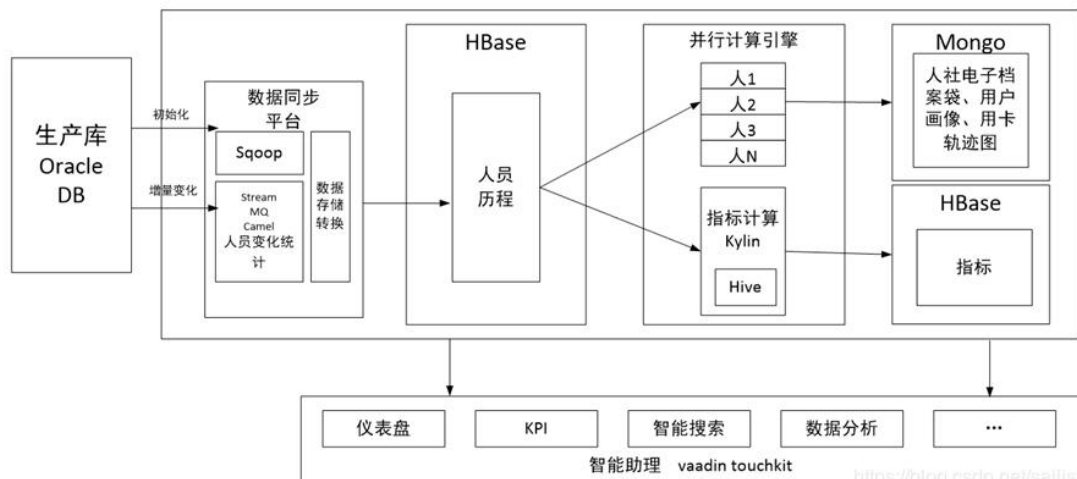 生产库
Oracle
DB
初始化
增量变化
数据同步
平台
Sqoop
Stream
MQ
Camel
人员变化统
计
数据
存储
转换
HBase
人员
历程
并行计算引擎
人1
人2
人3
人N
指标计算
Kylin
Hive
Mongo
人社电子档
案袋、用户
画像、用卡
轨迹图
HBase
指标
仪表盘
KPI
智能搜索
数据分析
...
智能助理 vaadin touchkit